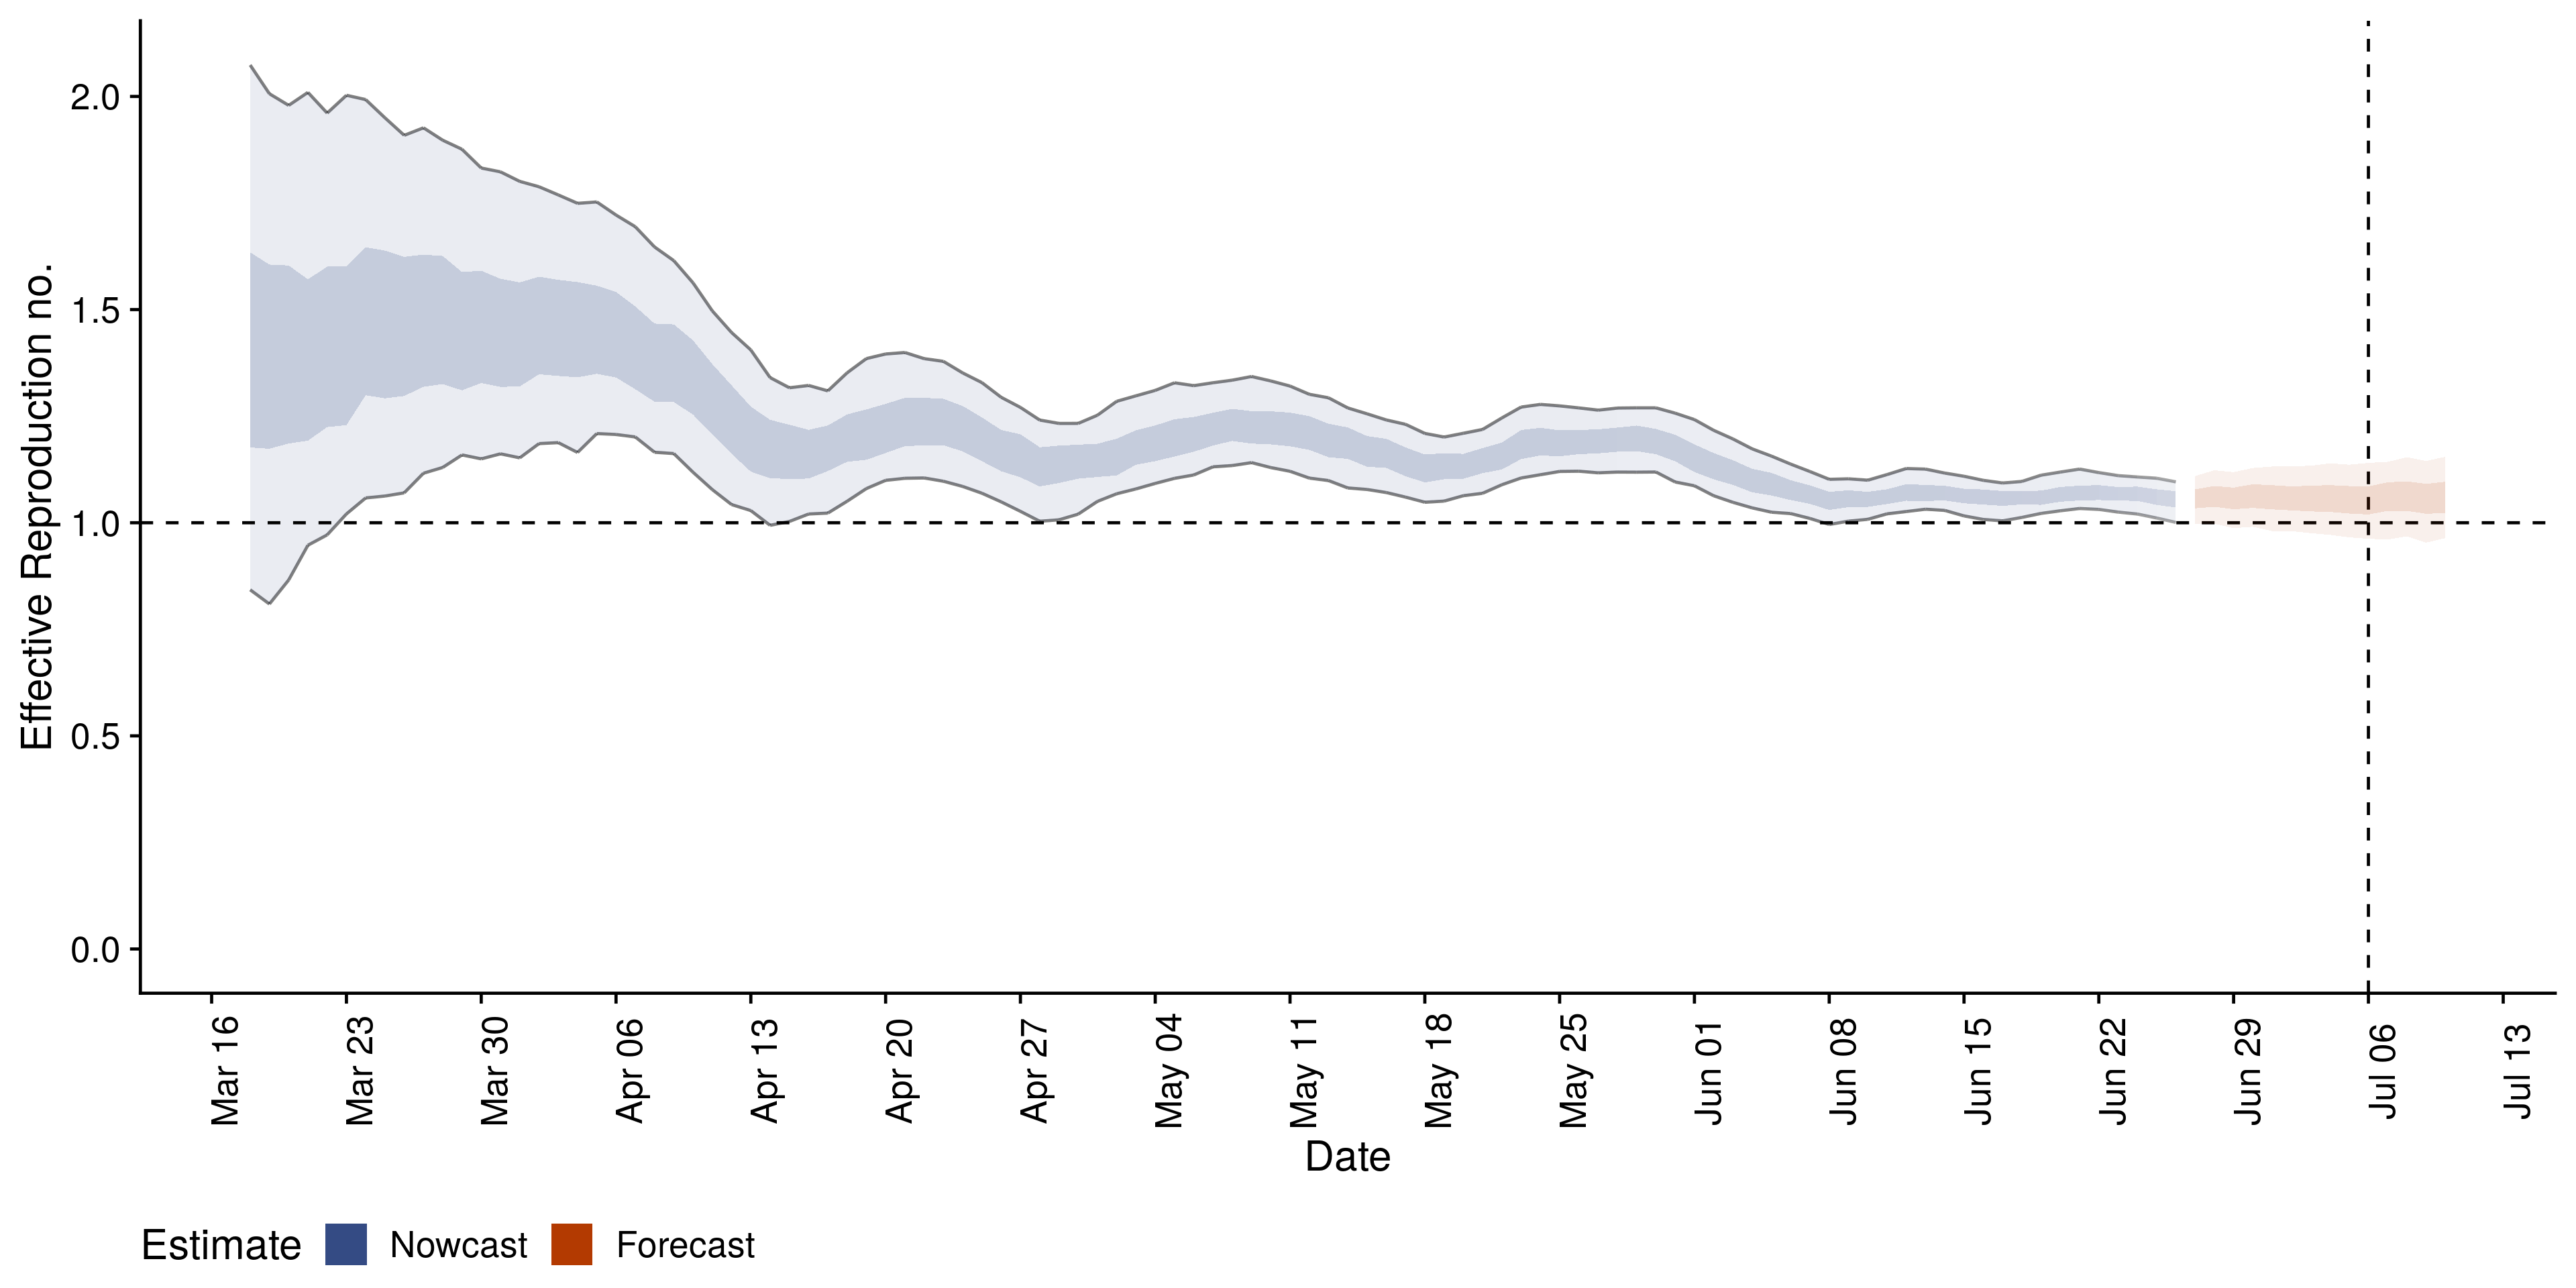 Effective Reproduction no.
2.0
1.5
1.0
0.5
0.0
Mar 16
Mar 23
Mar 30
Apr 06
Apr 13
Apr 20
Apr 27
May 04
May 11
May 18
May 25
Jun 01
Jun 08
Jun 15
Jun 22
Jun 29
Jul 06
Jul 13
Date
Estimate Nowcast Forecast